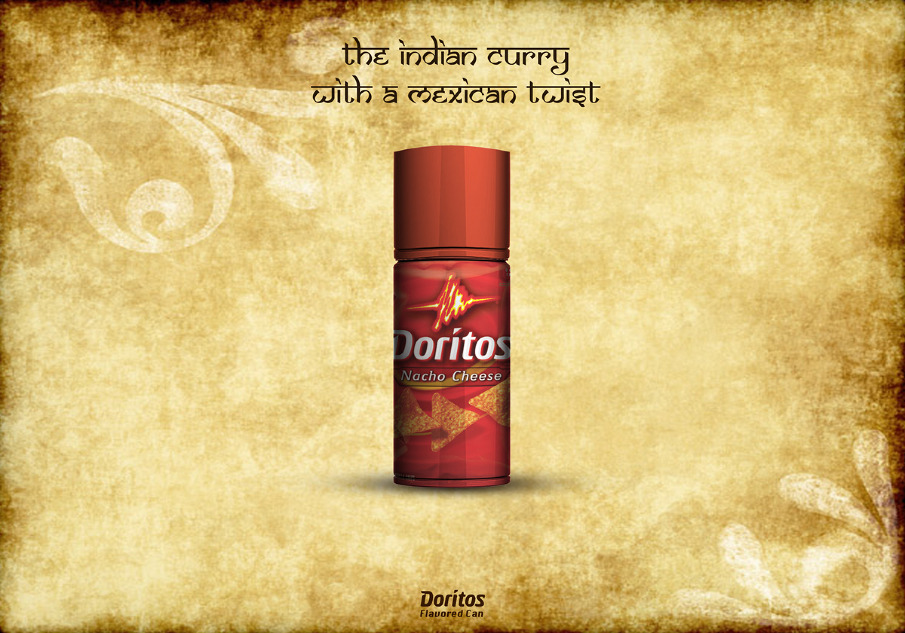 the indian curry
with a mexican twist
Doritos
Nacho Cheese
Doritos
Flavored Can